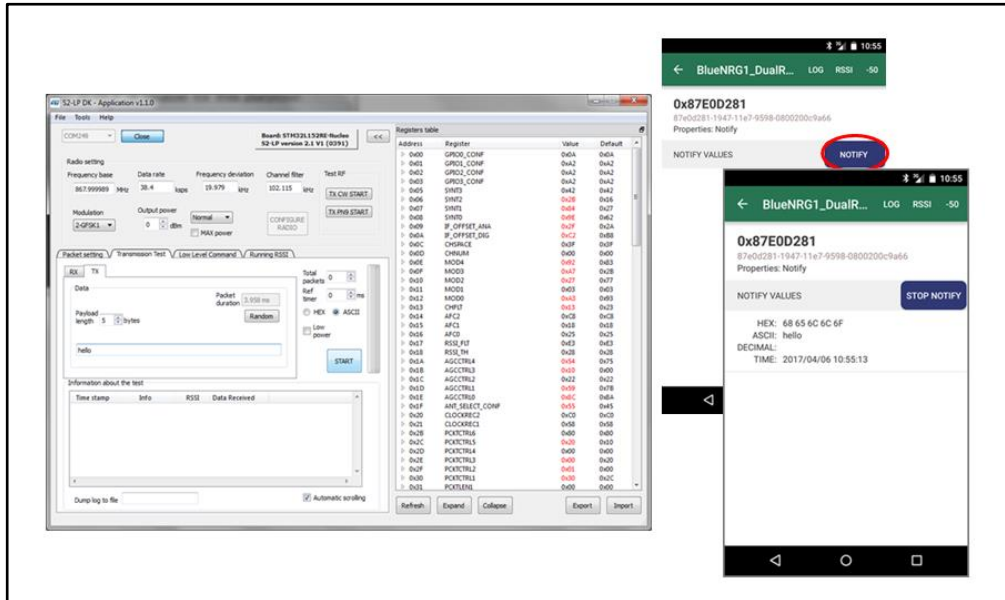 S2-LP DK - Application v1.1.0
File Tools Help
COM246 Close Board: STM32L152RE-Nucleo <<
S2-LP version 2.1 V1 (0391)
Radio setting
Frequency base Data rate Frequency deviation Channel filter Test RF
867.999989 MHz 38.4 ksps 19.979 kHz 102.115 kHz TX CW START
Modulation Output power TX PN9 START
2-GFSK1 0 dBm Normal CONFIGURE RADIO
MAX power
Packet setting Transmission Test Low Level Command Running RSSI
RX TX
Data
Packet duration 3.958 ms
Payload length 5 bytes Random
hello
Total packets 0
Ref timer 0 ms
HEX ASCII
Low power
START
Information about the test
Time stamp Info RSSI Data Received
Dump log to file Automatic scrolling
Registers table
Address Register Value Default
0x00 GPIO0_CONF 0x0A 0x0A
0x01 GPIO1_CONF 0xA2 0xA2
0x02 GPIO2_CONF 0xA2 0xA2
0x03 GPIO3_CONF 0xA2 0xA2
0x05 SYNT3 0x42 0x42
0x06 SYNT2 0x28 0x16
0x07 SYNT1 0x84 0x27
0x08 SYNT0 0x9E 0x62
0x09 IF_OFFSET_ANA 0x2F 0x2A
0x0A IF_OFFSET_DIG 0xC2 0xB8
0x0C CHSPACE 0x3F 0x3F
0x0D CHNUM 0x00 0x00
0x0E MOD4 0x92 0x83
0x0F MOD3 0xA7 0x2B
0x10 MOD2 0x27 0x77
0x11 MOD1 0x03 0x03
0x12 MOD0 0xA3 0x93
0x13 CHFLT 0x13 0x23
0x14 AFC2 0xC8 0xC8
0x15 AFC1 0x18 0x18
0x16 AFC0 0x25 0x25
0x17 RSSI_FLT 0xE3 0xE3
0x18 RSSI_TH 0x28 0x28
0x1A AGCCTRL4 0x54 0x75
0x1B AGCCTRL3 0x10 0x00
0x1C AGCCTRL2 0x22 0x22
0x1D AGCCTRL1 0x59 0x7B
0x1E AGCCTRL0 0x8C 0x8A
0x1F ANT_SELECT_CONF 0x55 0x45
0x20 CLOCKREC2 0xC0 0xC0
0x21 CLOCKREC1 0x58 0x58
0x2B PCKTCTRL6 0x80 0x80
0x2C PCKTCTRL5 0x20 0x10
0x2D PCKTCTRL4 0x00 0x00
0x2E PCKTCTRL3 0x00 0x20
0x2F PCKTCTRL2 0x01 0x00
0x30 PCKTCTRL1 0x30 0x2C
0x31 PCKTLEN1 0x00 0x00
Refresh Expand Collapse Export Import
10:55
BlueNRG1_DualR... LOG RSSI -50
0x87E0D281
87e0d281-1947-11e7-9598-0800200c9a66
Properties: Notify
NOTIFY VALUES NOTIFY
10:55
BlueNRG1_DualR... LOG RSSI -50
0x87E0D281
87e0d281-1947-11e7-9598-0800200c9a66
Properties: Notify
NOTIFY VALUES STOP NOTIFY
HEX: 68 65 6C 6C 6F
ASCII: hello
DECIMAL:
TIME: 2017/04/06 10:55:13